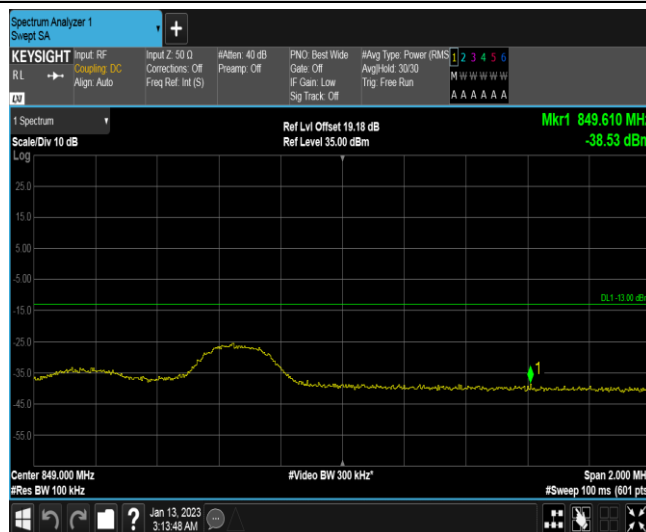 Spectrum Analyzer 1
Swept SA
+
KEYSIGHT
RL
LXI
Input: RF
Coupling: DC
Align: Auto
Input Z: 50 Ω
Corrections: Off
Freq Ref: Int (S)
#Atten: 40 dB
Preamp: Off
PNO: Best Wide
Gate: Off
IF Gain: Low
Sig Track: Off
#Avg Type: Power (RMS
Avg|Hold: 30/30
Trig: Free Run
1 2 3 4 5 6
M W W W W W
A A A A A A
1 Spectrum
Scale/Div 10 dB
Ref Lvl Offset 19.18 dB
Ref Level 35.00 dBm
Mkr1 849.610 MHz
-38.53 dBm
Log
25.0
15.0
5.00
-5.00
DL1 -13.00 dBm
-15.0
-25.0
-35.0
1
-45.0
-55.0
Center 849.000 MHz
#Res BW 100 kHz
#Video BW 300 kHz*
Span 2.000 MH
#Sweep 100 ms (601 pts
?
Jan 13, 2023
3:13:48 AM